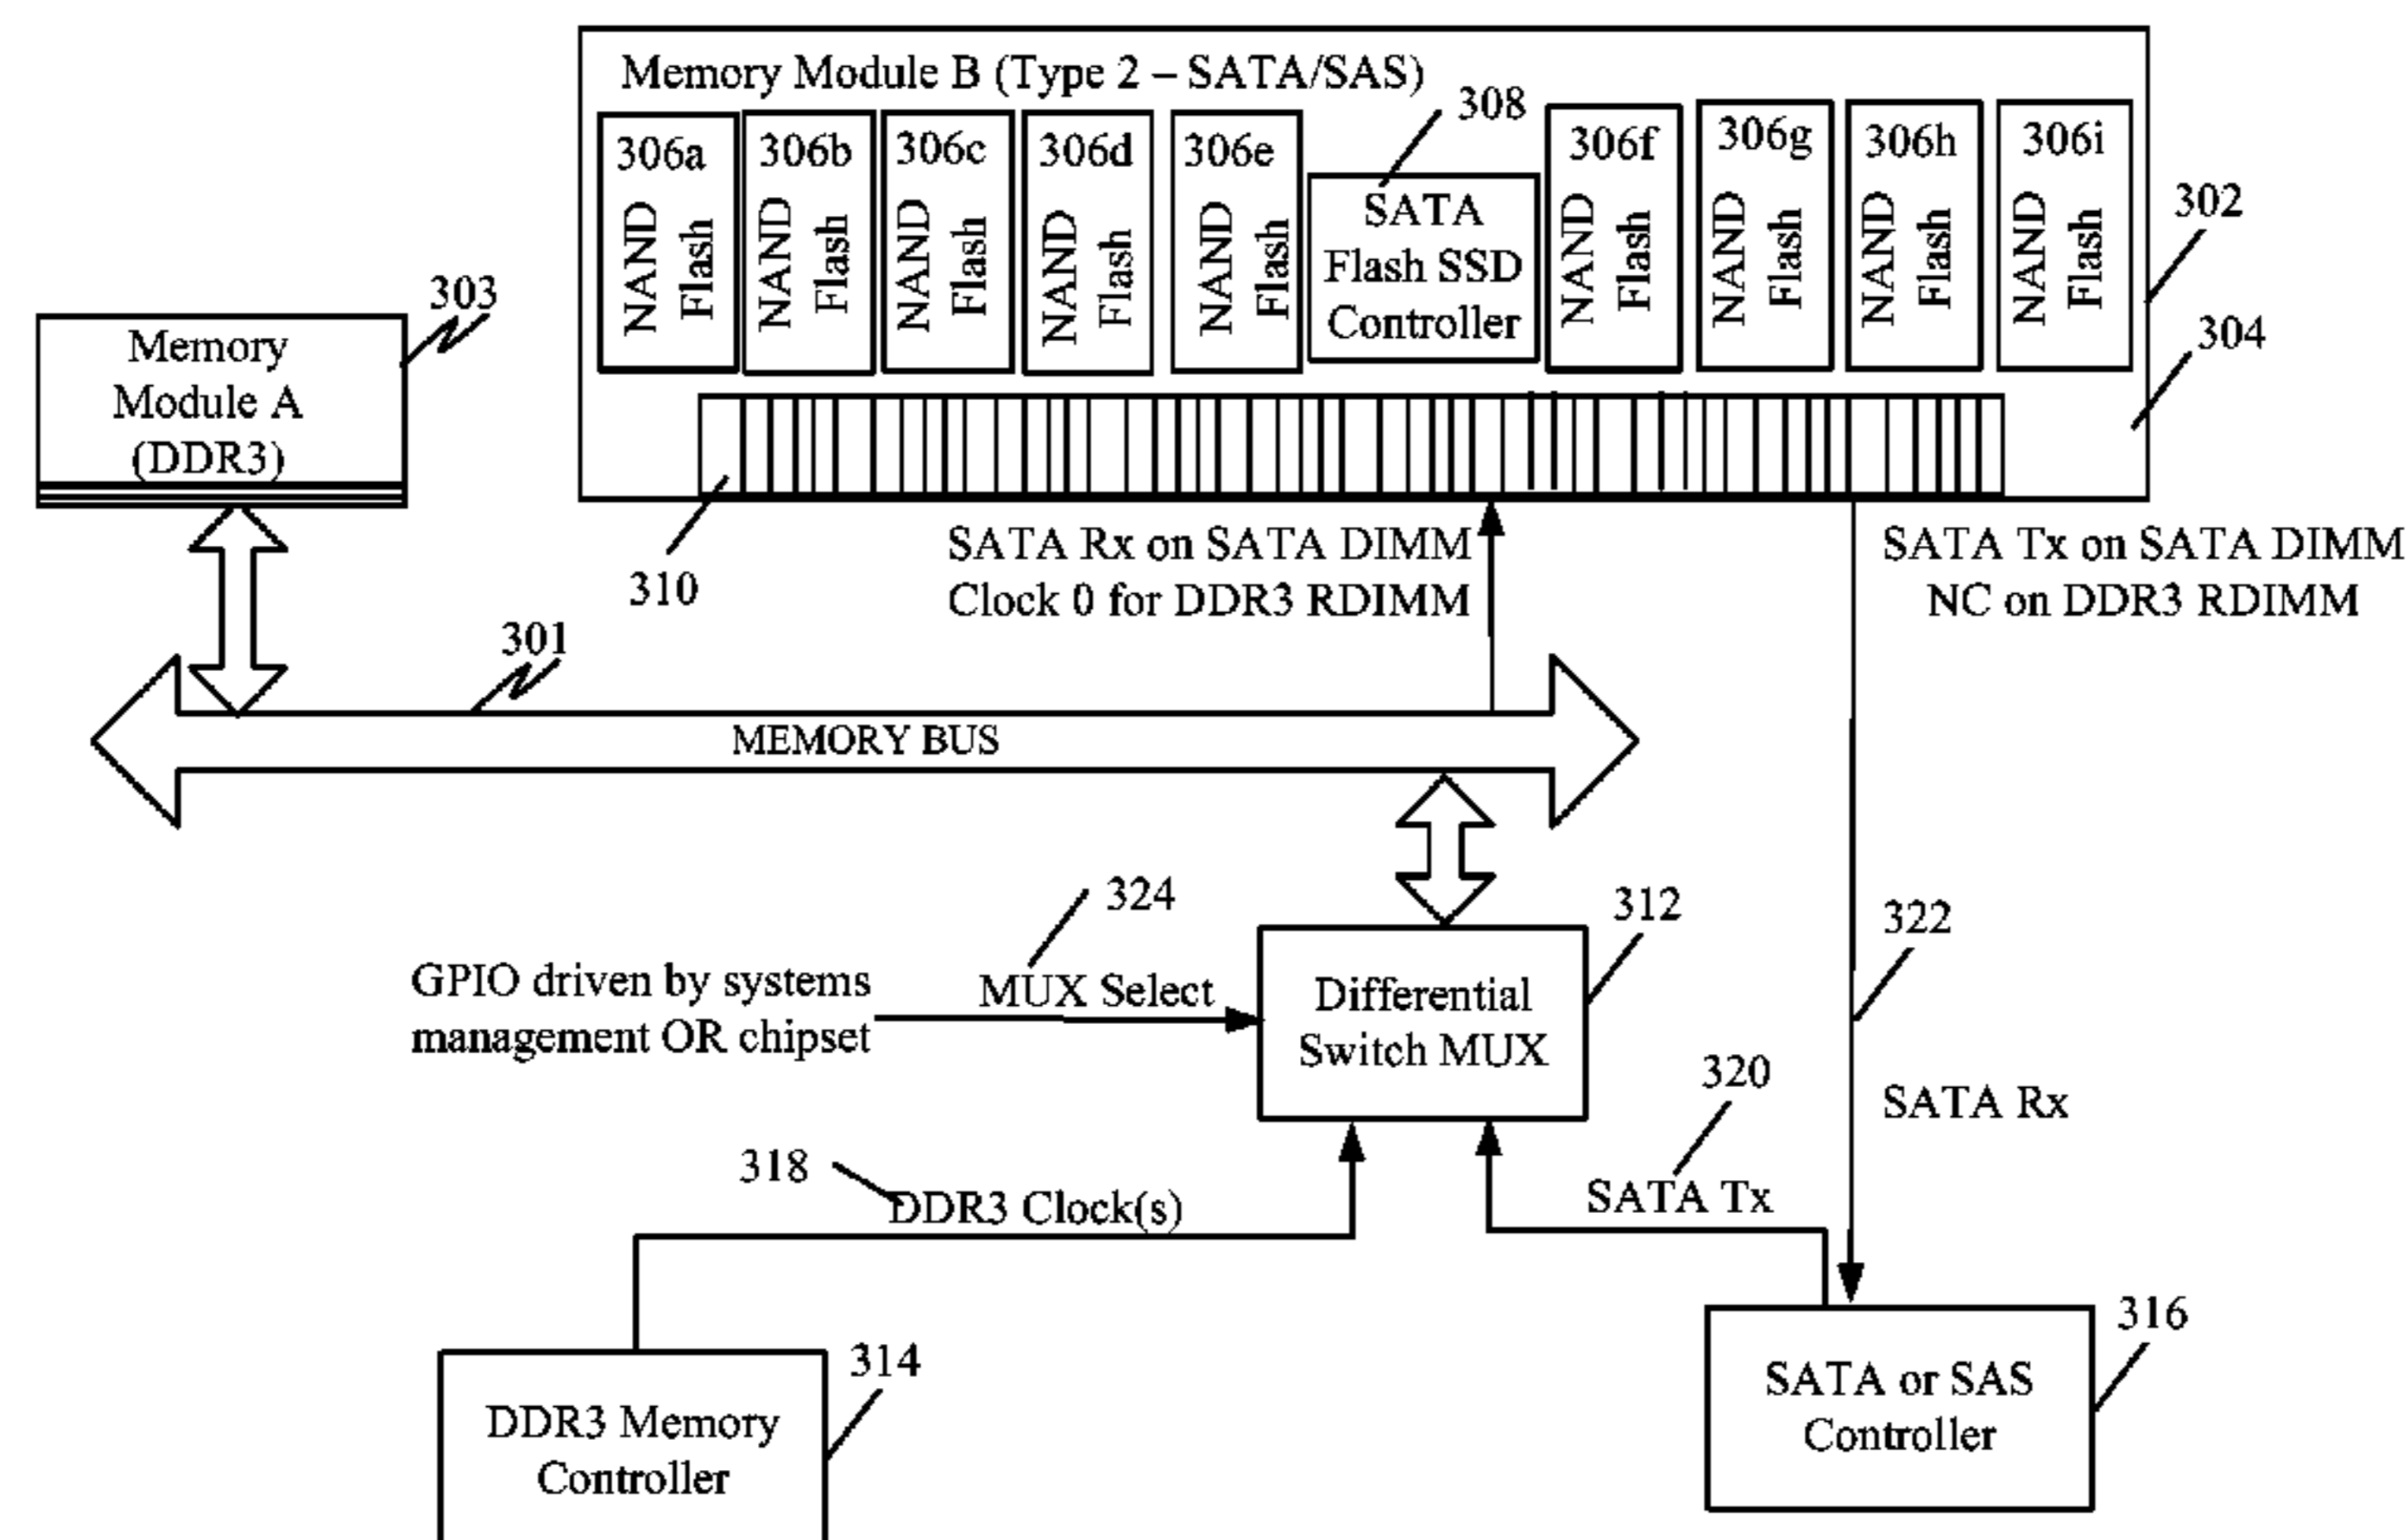 Memory Module B (Type 2 – SATA/SAS)
308
306a
NAND
Flash
306b
NAND
Flash
306c
NAND
Flash
306d
NAND
Flash
306e
NAND
Flash
SATA
Flash SSD
Controller
306f
NAND
Flash
306g
NAND
Flash
306h
NAND
Flash
306i
NAND
Flash
302
304
303
Memory
Module A
(DDR3)
310
SATA Rx on SATA DIMM
Clock 0 for DDR3 RDIMM
SATA Tx on SATA DIMM
NC on DDR3 RDIMM
301
MEMORY BUS
324
312
322
GPIO driven by systems
management OR chipset
MUX Select
Differential
Switch MUX
320
SATA Rx
318
DDR3 Clock(s)
SATA Tx
316
314
SATA or SAS
Controller
DDR3 Memory
Controller